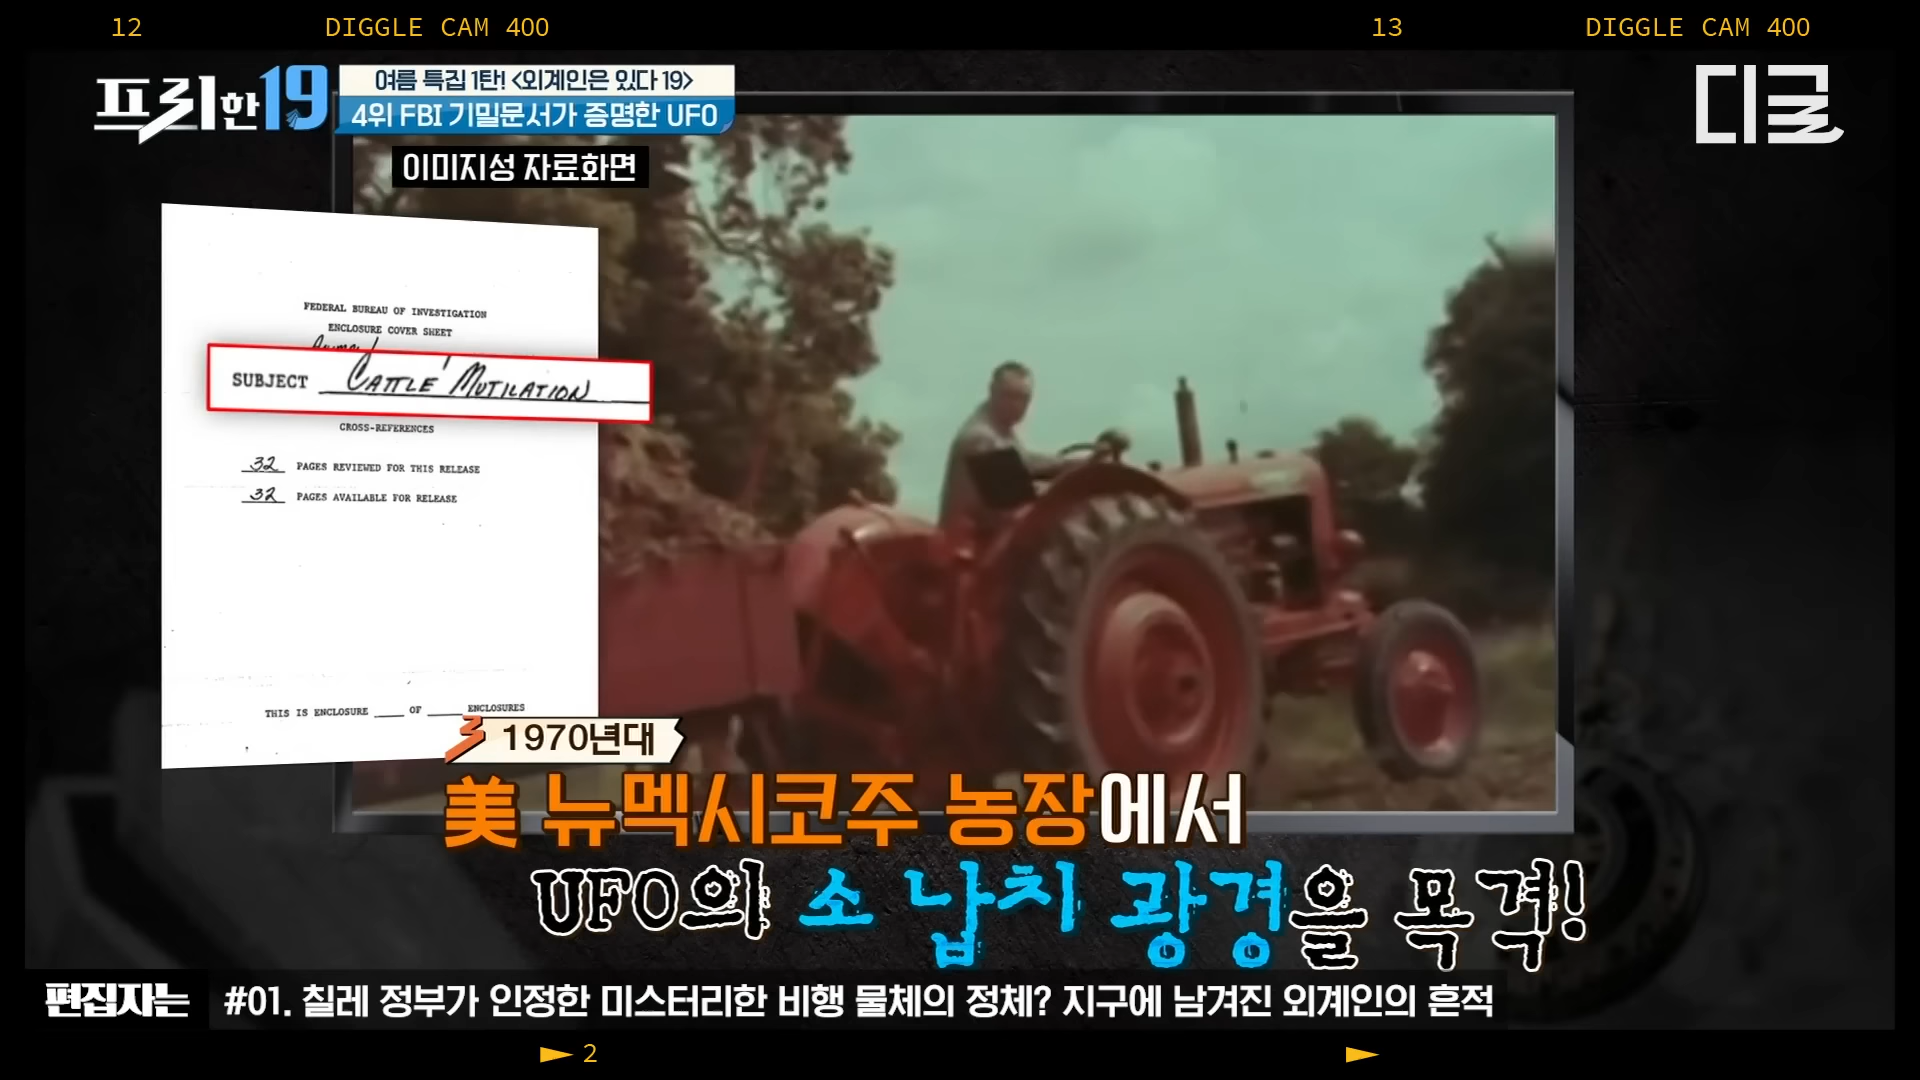 12
DIGGLE CAM 400
13
DIGGLE CAM 400
프리한19
여름 특집 1탄! <외계인은 있다 19>
4위 FBI 기밀문서가 증명한 UFO
디글
이미지성 자료화면
FEDERAL BUREAU OF INVESTIGATION
ENCLOSURE COVER SHEET
SUBJECT CATTLE MUTILATION
CROSS-REFERENCES
32 PAGES REVIEWED FOR THIS RELEASE
32 PAGES AVAILABLE FOR RELEASE
THIS IS ENCLOSURE ____ OF ____ ENCLOSURES
1970년대
美 뉴멕시코주 농장에서
UFO의 소 납치 광경을 목격!
편집자는
#01. 칠레 정부가 인정한 미스터리한 비행 물체의 정체? 지구에 남겨진 외계인의 흔적
2